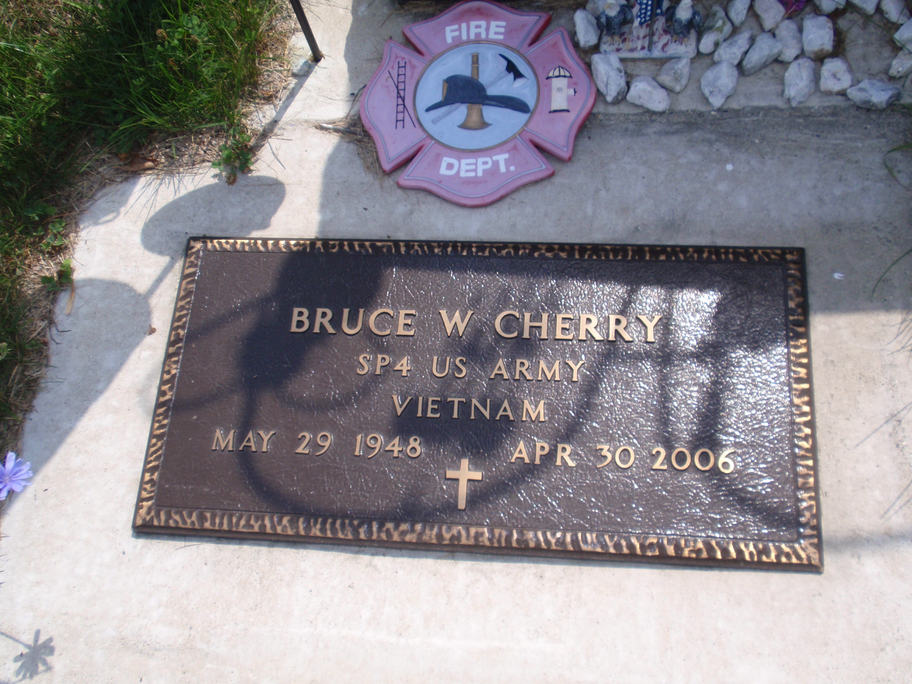 FIRE
DEPT.
BRUCE W CHERRY
SP4 US ARMY
VIETNAM
MAY 29 1948 APR 30 2006